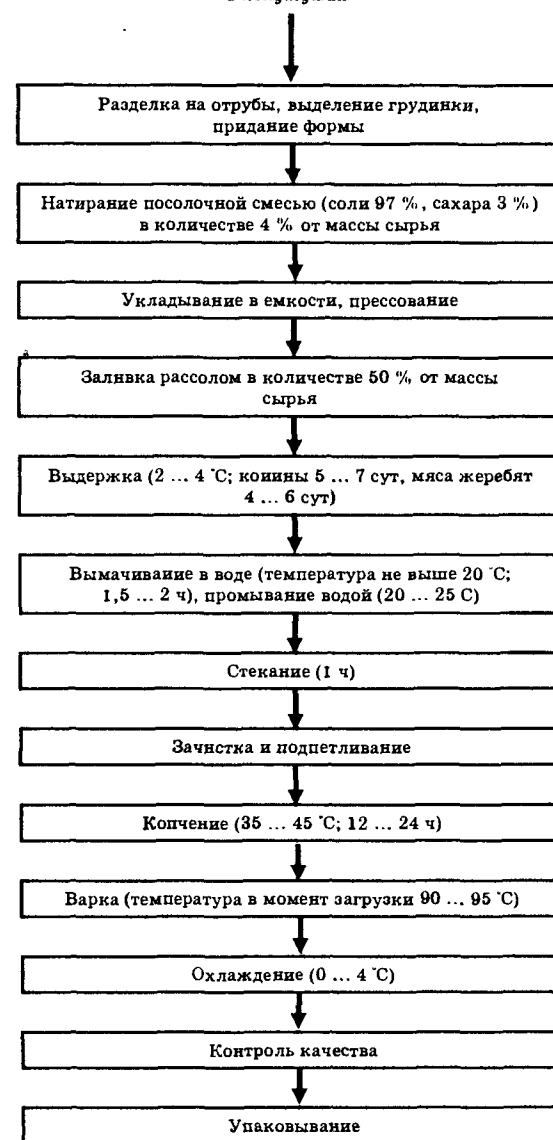 Разделка на отрубы, выделение грудинки,
придание формы
Натирание посолочной смесью (соли 97 %, сахара 3 %)
в количестве 4 % от массы сырья
Укладывание в емкости, прессование
Заливка рассолом в количестве 50 % от массы
сырья
Выдержка (2 ... 4 °C; конины 5 ... 7 сут, мяса жеребят
4 ... 6 сут)
Вымачивание в воде (температура не выше 20 °C;
1,5 ... 2 ч), промывание водой (20 ... 25 С)
Стекание (1 ч)
Зачистка и подпетливание
Копчение (35 ... 45 °C; 12 ... 24 ч)
Варка (температура в момент загрузки 90 ... 95 °C)
Охлаждение (0 ... 4 °C)
Контроль качества
Упаковывание